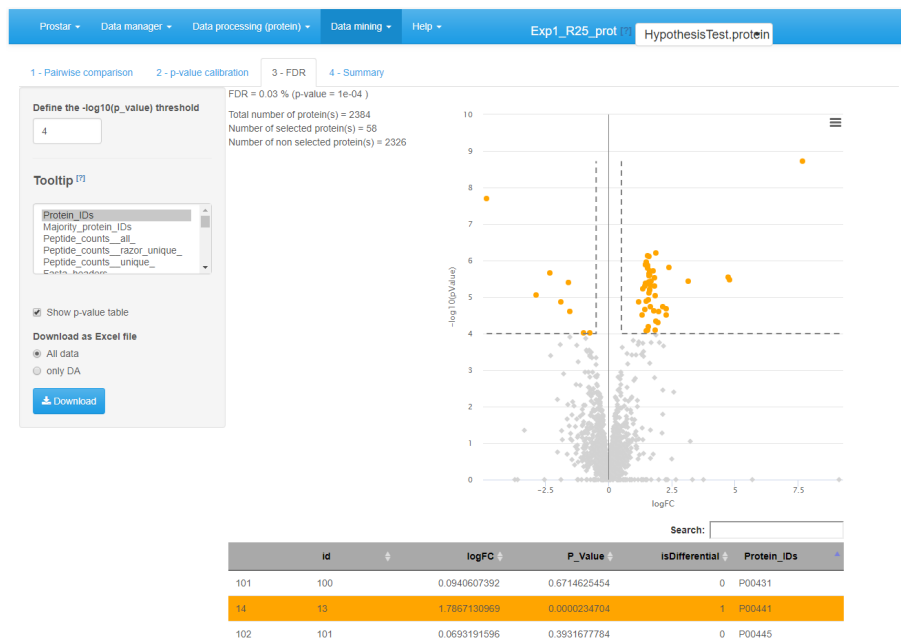 Prostar Data manager Data processing (protein) Data mining Help Exp1_R25_prot [?] HypothesisTest.protein
1 - Pairwise comparison 2 - p-value calibration 3 - FDR 4 - Summary
FDR = 0.03 % (p-value = 1e-04 )
Total number of protein(s) = 2384
Number of selected protein(s) = 58
Number of non selected protein(s) = 2326
Define the -log10(p_value) threshold
4
Tooltip [?]
Protein_IDs
Majority_protein_IDs
Peptide_counts__all_
Peptide_counts__razor_unique_
Peptide_counts__unique_
Fasta_headers
Show p-value table
Download as Excel file
All data
only DA
Download
10
9
8
7
6
5
4
3
2
1
0
-log10(pValue)
-2.5 0 2.5 5 7.5
logFC
Search:
id logFC P_Value isDifferential Protein_IDs
101 100 0.0940607392 0.6714625454 0 P00431
14 13 1.7867130969 0.0000234704 1 P00441
102 101 0.0693191596 0.3931677784 0 P00445